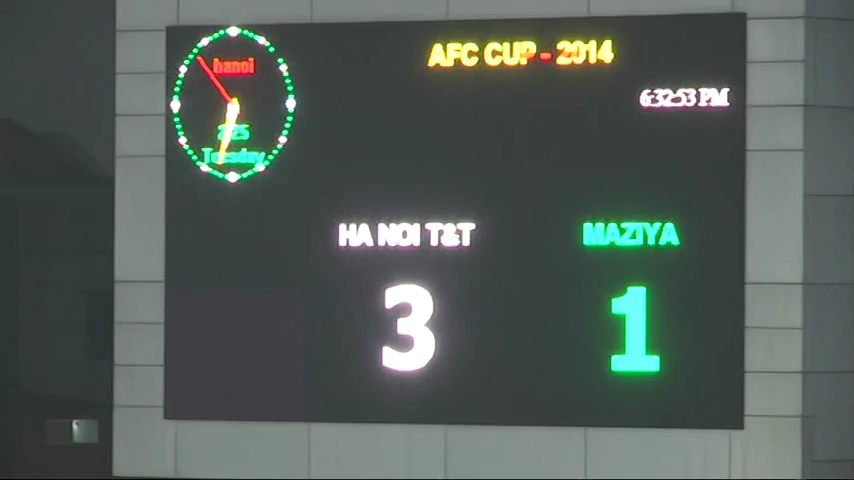 hanoi
AFC CUP - 2014
6:32:53 PM
2/25
Tuesday
HA NOI T&T
MAZIYA
3
1